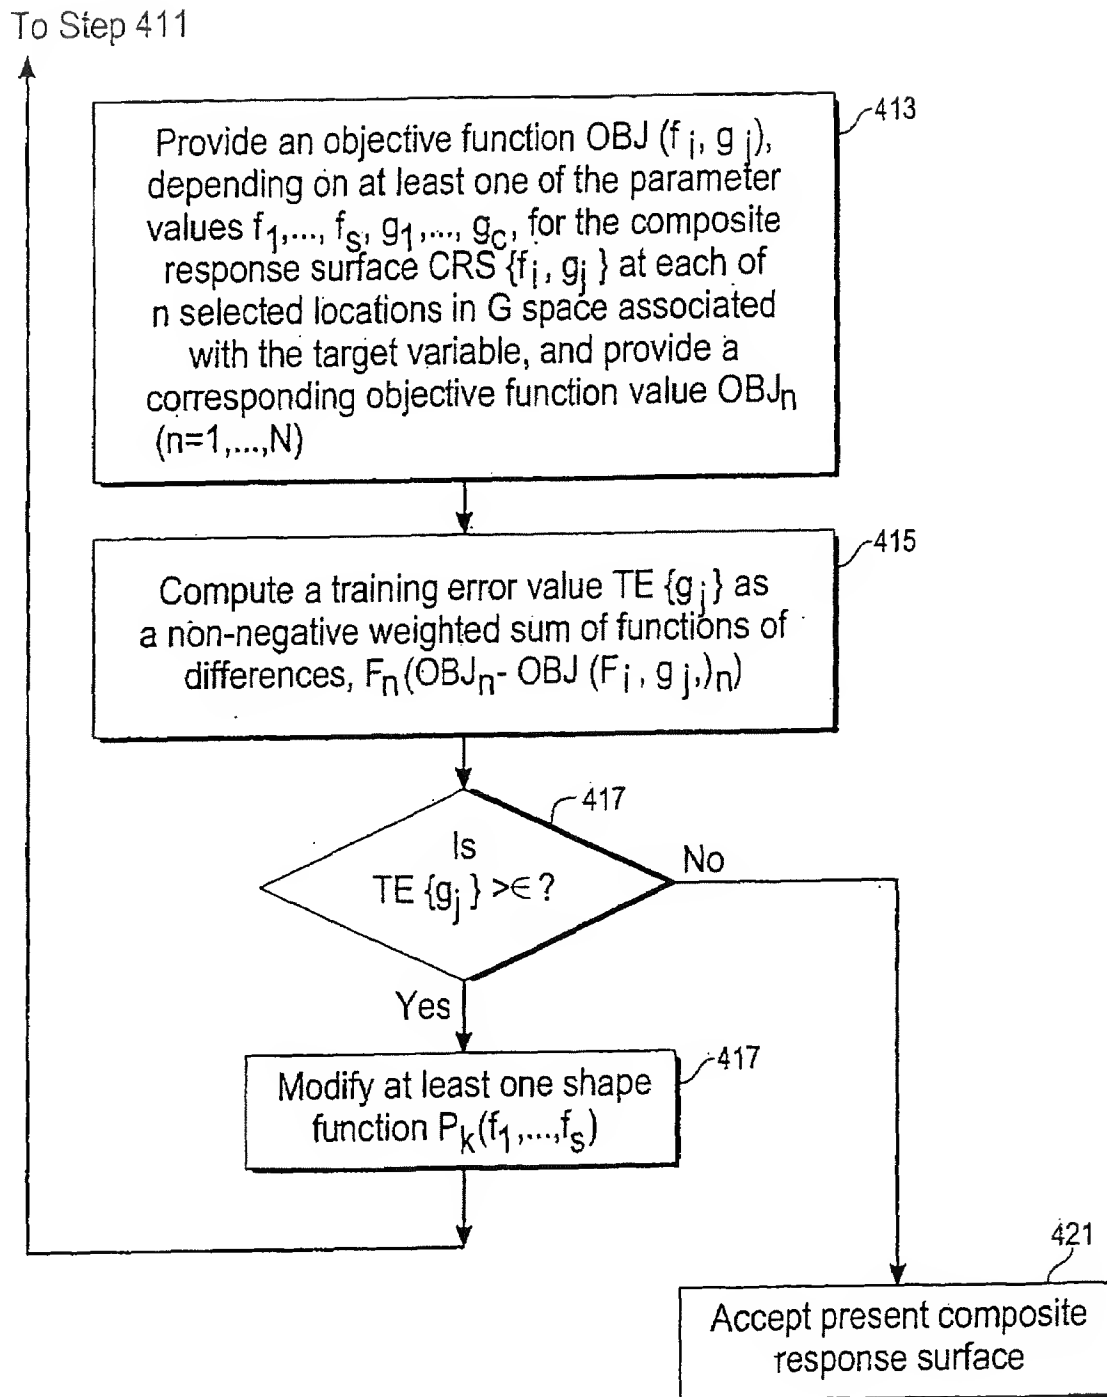 To Step 411
413
Provide an objective function OBJ (f i, g j),
depending on at least one of the parameter
values f1,..., fs, g1,..., gc, for the composite
response surface CRS {fi, gj } at each of
n selected locations in G space associated
with the target variable, and provide a
corresponding objective function value OBJn
(n=1,...,N)
415
Compute a training error value TE {g j} as
a non-negative weighted sum of functions of
differences, Fn(OBJn- OBJ (F i , g j,)n)
417
Is
TE {gj } >∈ ?
No
Yes
417
Modify at least one shape
function Pk(f1,...,fs)
421
Accept present composite
response surface